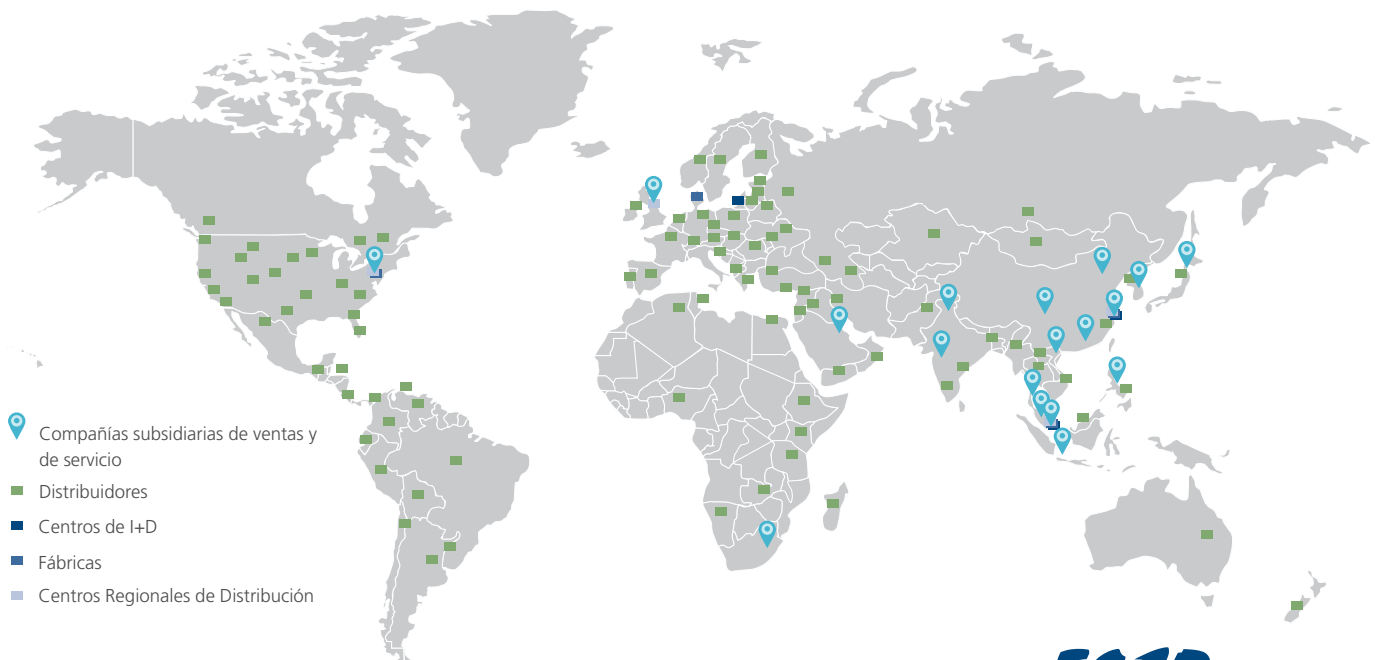 Compañías subsidiarias de ventas y
de servicio
Distribuidores
Centros de I+D
Fábricas
Centros Regionales de Distribución